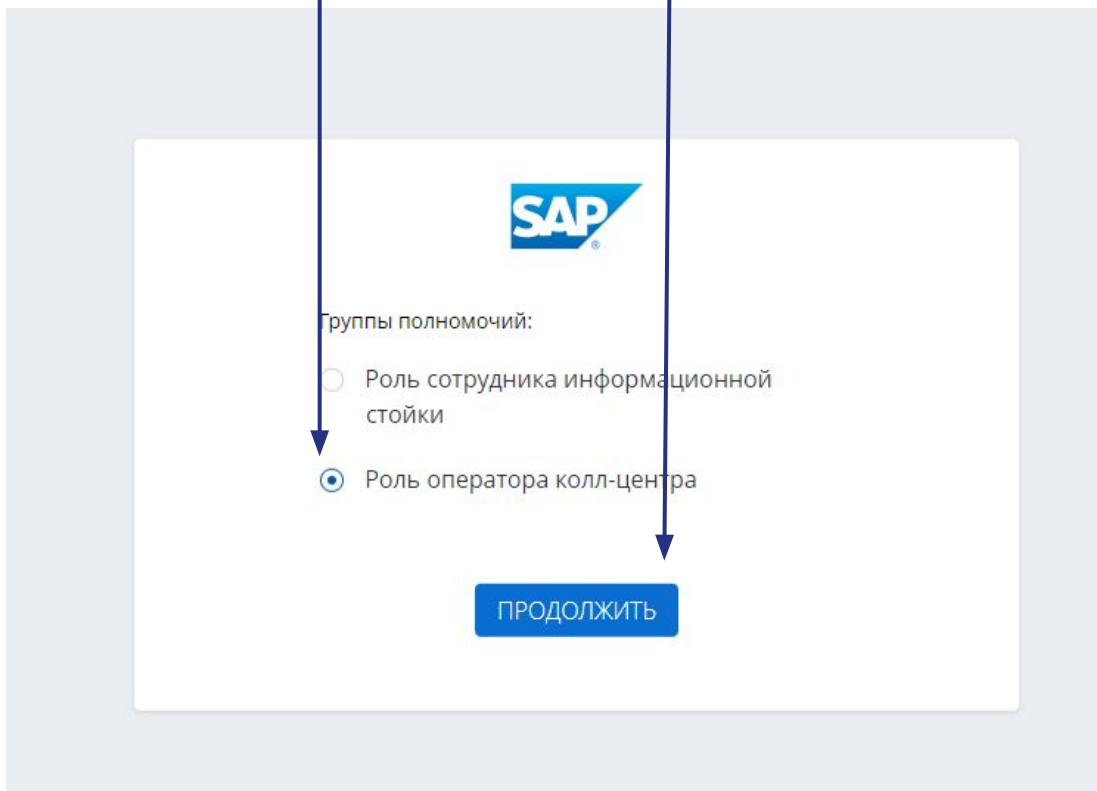 SAP
®
Группы полномочий:
Роль сотрудника информационной
стойки
Роль оператора колл-центра
ПРОДОЛЖИТЬ